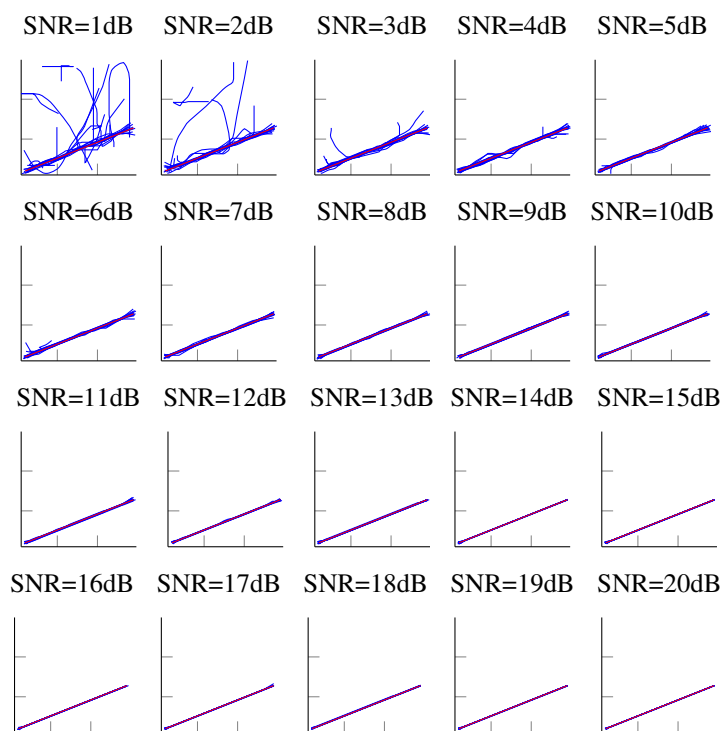 SNR=1dB SNR=2dB SNR=3dB SNR=4dB SNR=5dB
SNR=6dB SNR=7dB SNR=8dB SNR=9dB SNR=10dB
SNR=11dB SNR=12dB SNR=13dB SNR=14dB SNR=15dB
SNR=16dB SNR=17dB SNR=18dB SNR=19dB SNR=20dB